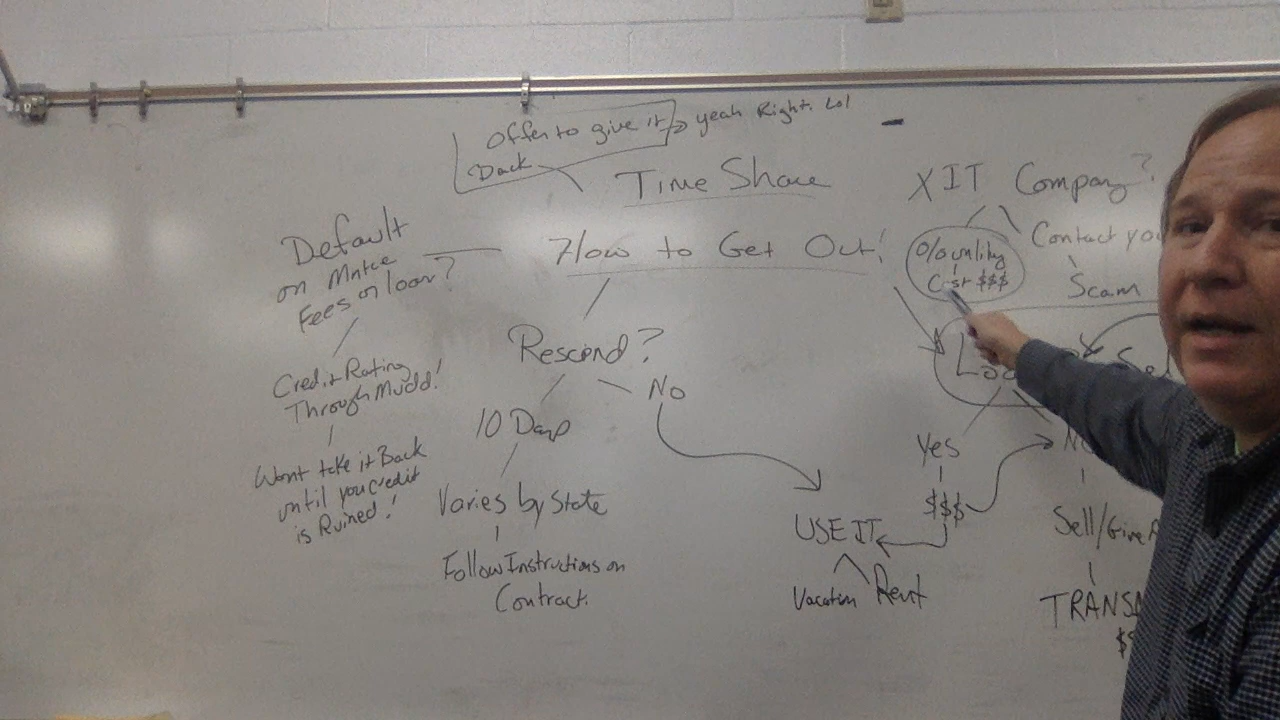 Offer to give it → yeah Right. Lol
Back
Time Share
How to Get Out!
XIT Company?
Contact you
Scam
Cost $$$
Default
on Mntce
Fees or loan?
Credit Rating
Through Mudd!
Wont take it Back
until you credit
is Ruined!
Rescend?
10 Days
Varies by State
Follow Instructions on
Contract.
No
USE IT
Vacation Rent
Yes
$$$
Sell/Give